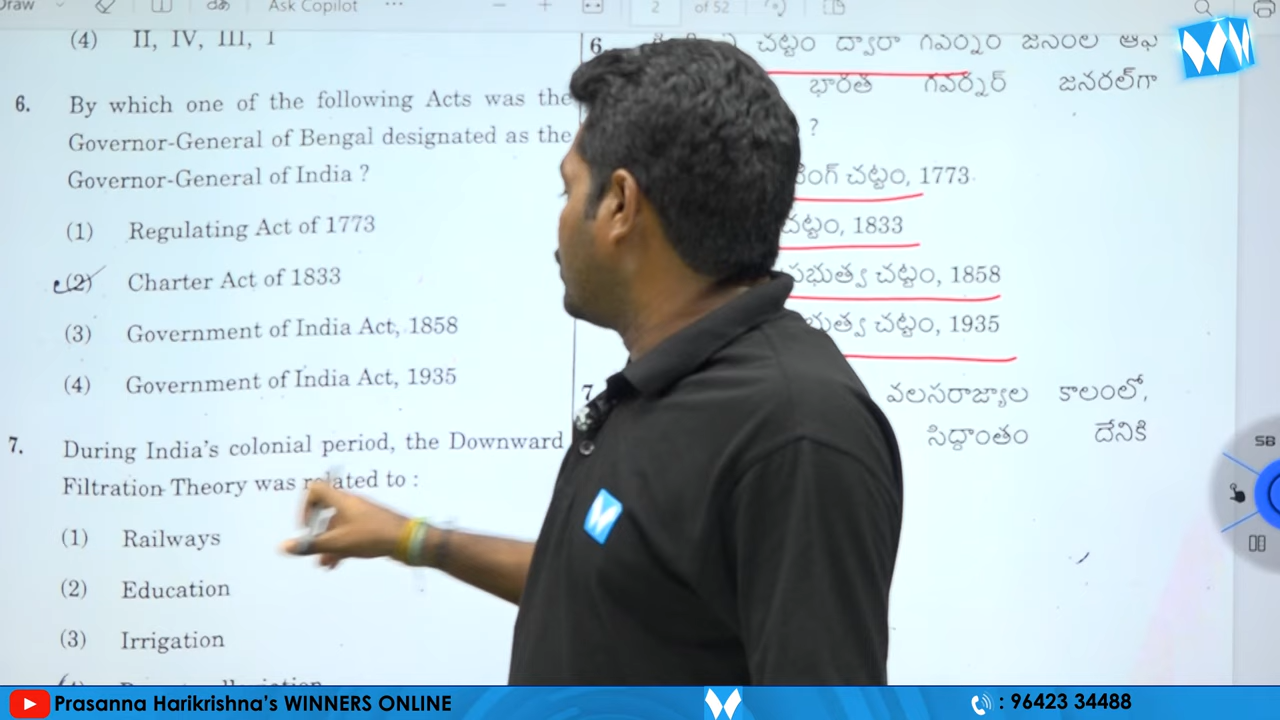 Draw
Ask Copilot
2 of 52
(4) II, IV, III, I
6. By which one of the following Acts was the
Governor-General of Bengal designated as the
Governor-General of India ?
(1) Regulating Act of 1773
(2) Charter Act of 1833
(3) Government of India Act, 1858
(4) Government of India Act, 1935
7. During India's colonial period, the Downward
Filtration Theory was related to :
(1) Railways
(2) Education
(3) Irrigation
6. చట్టం ద్వారా గవర్నర్ జనరల్ ఆఫ్
భారత గవర్నర్ జనరల్‌గా
?
చట్టం, 1773
చట్టం, 1833
చట్టం, 1858
చట్టం, 1935
7 వలసరాజ్యాల కాలంలో,
సిద్ధాంతం దేనికి
SB
Prasanna Harikrishna's WINNERS ONLINE
: 96423 34488